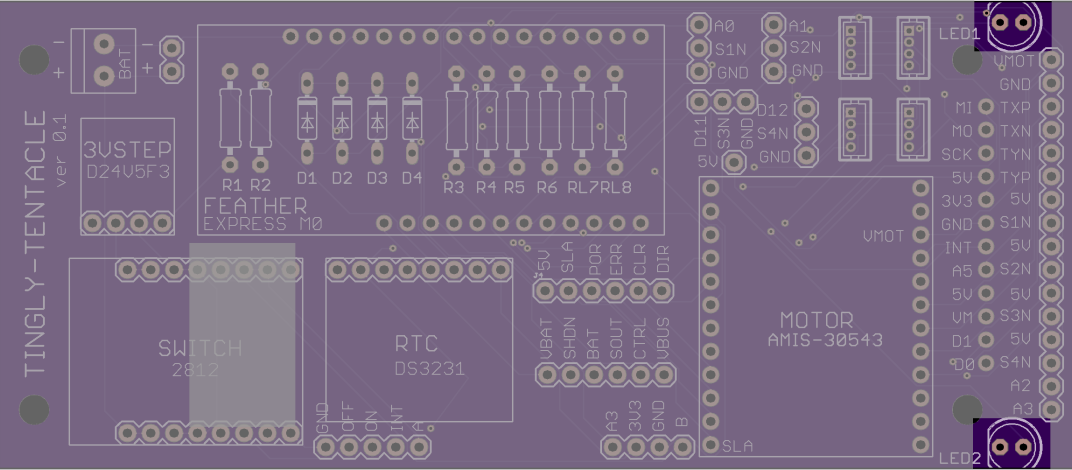 TINGLY-TENTACLE
ver 0.1
- +
BAT
- +
3VSTEP
D24V5F3
R1 R2
D1 D2 D3 D4
R3 R4 R5 R6 RL7 RL8
FEATHER
EXPRESS M0
SWITCH
2812
RTC
DS3231
GND OFF ON INT A
J4
5V SLA POR ERR CLR DIR
VBAT SHDN BAT SOUT CTRL VBUS
A3 3V3 GND B
A0
S1N
GND
A1
S2N
GND
D11 S3N GND
5V
D12
S4N
GND
VMOT
MOTOR
AMIS-30543
SLA
LED1
VMOT
GND
MI TXP
MO TXN
SCK TYN
5V TYP
3V3 5V
GND S1N
INT 5V
A5 S2N
5V 5V
VM S3N
D1 5V
D0 S4N
A2
A3
LED2